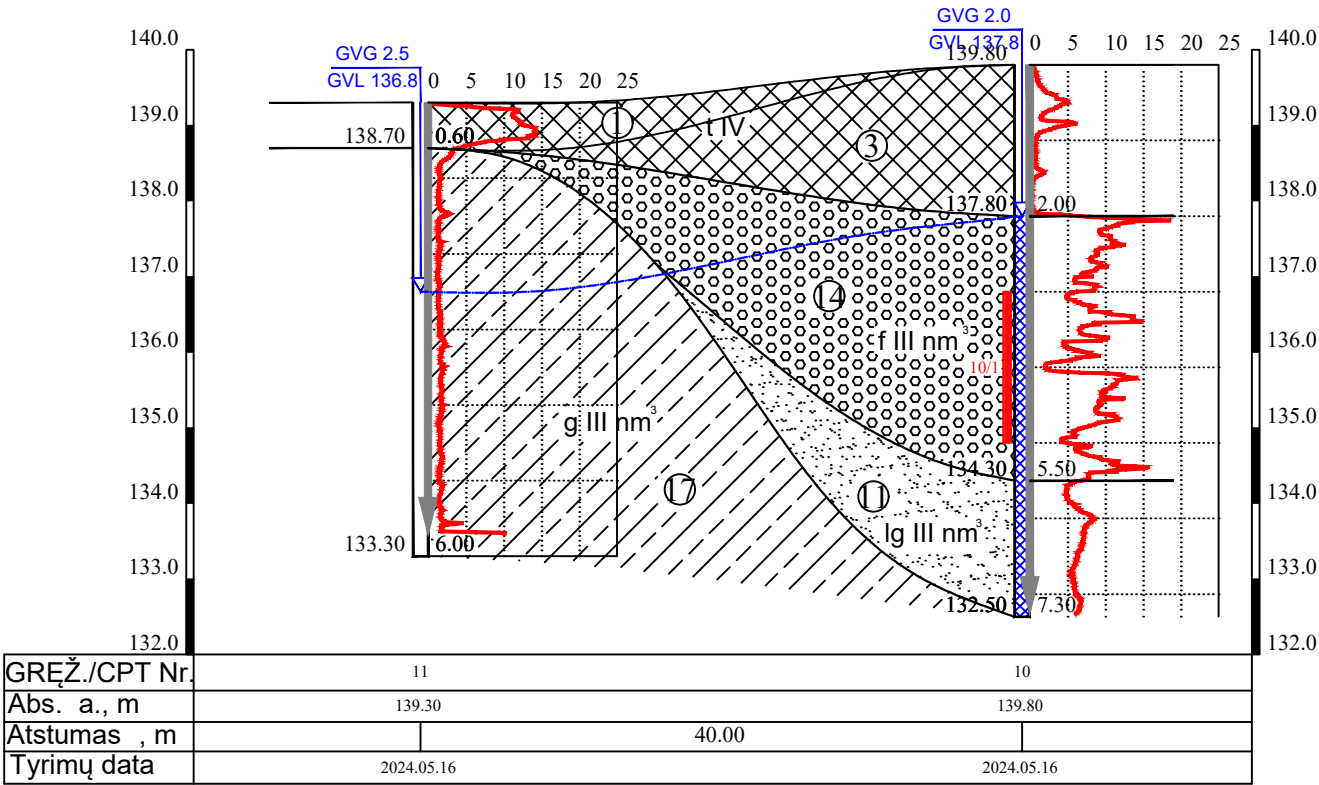 GVG 2.0
GVL 137.8
GVG 2.5
GVL 136.8
140.0
139.0
138.0
137.0
136.0
135.0
134.0
133.0
132.0
0 5 10 15 20 25
139.80
0 5 10 15 20 25
140.0
139.0
138.0
137.0
136.0
135.0
134.0
133.0
132.0
138.70 0.60
1
t IV
3
137.80 2.00
14
f III nm³
10/1
g III nm³
134.30 5.50
17
11
lg III nm³
133.30 6.00
132.50 7.30
GRĘŽ./CPT Nr. 11 10
Abs. a., m 139.30 139.80
Atstumas , m 40.00
Tyrimų data 2024.05.16 2024.05.16